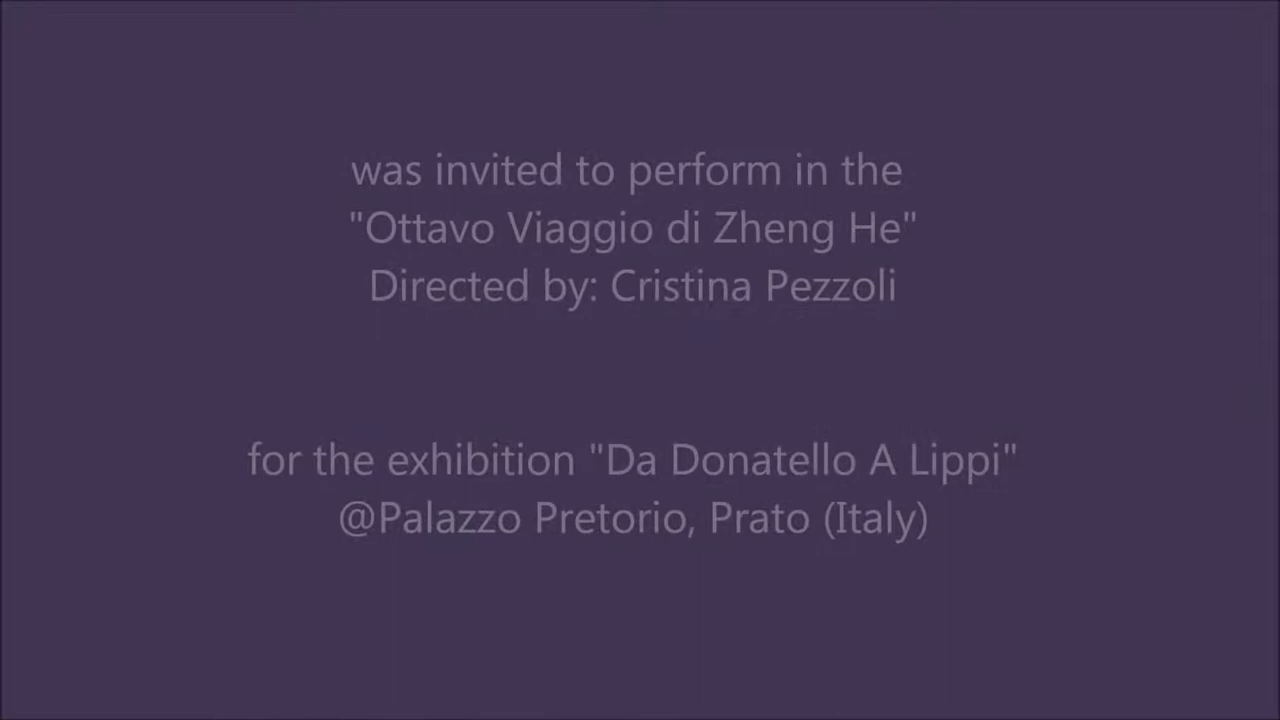 was invited to perform in the
"Ottavo Viaggio di Zheng He"
Directed by: Cristina Pezzoli
for the exhibition "Da Donatello A Lippi"
@Palazzo Pretorio, Prato (Italy)